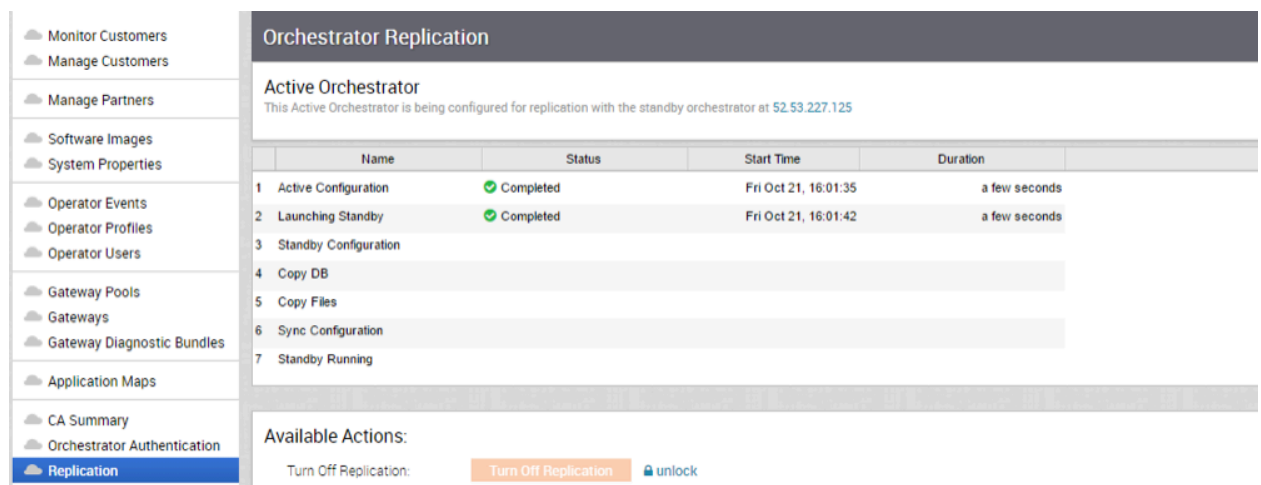 Monitor Customers
Manage Customers
Manage Partners
Software Images
System Properties
Operator Events
Operator Profiles
Operator Users
Gateway Pools
Gateways
Gateway Diagnostic Bundles
Application Maps
CA Summary
Orchestrator Authentication
Replication
Orchestrator Replication
Active Orchestrator
This Active Orchestrator is being configured for replication with the standby orchestrator at 52.53.227.125
Name Status Start Time Duration
1 Active Configuration Completed Fri Oct 21, 16:01:35 a few seconds
2 Launching Standby Completed Fri Oct 21, 16:01:42 a few seconds
3 Standby Configuration
4 Copy DB
5 Copy Files
6 Sync Configuration
7 Standby Running
Available Actions:
Turn Off Replication: Turn Off Replication unlock